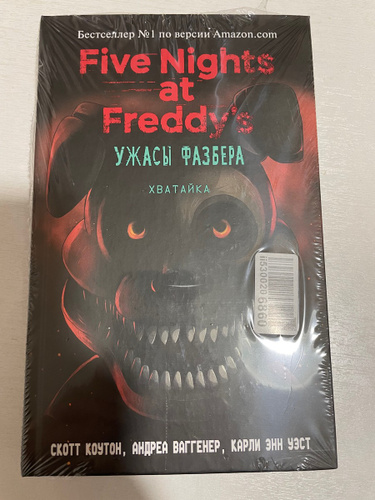 Бестселлер №1 по версии Amazon.com
Five Nights
at
Freddy's
УЖАСЫ ФАЗБЕРА
ХВАТАЙКА
СКОТТ КОУТОН, АНДРЕА ВАГГЕНЕР, КАРЛИ ЭНН УЭСТ